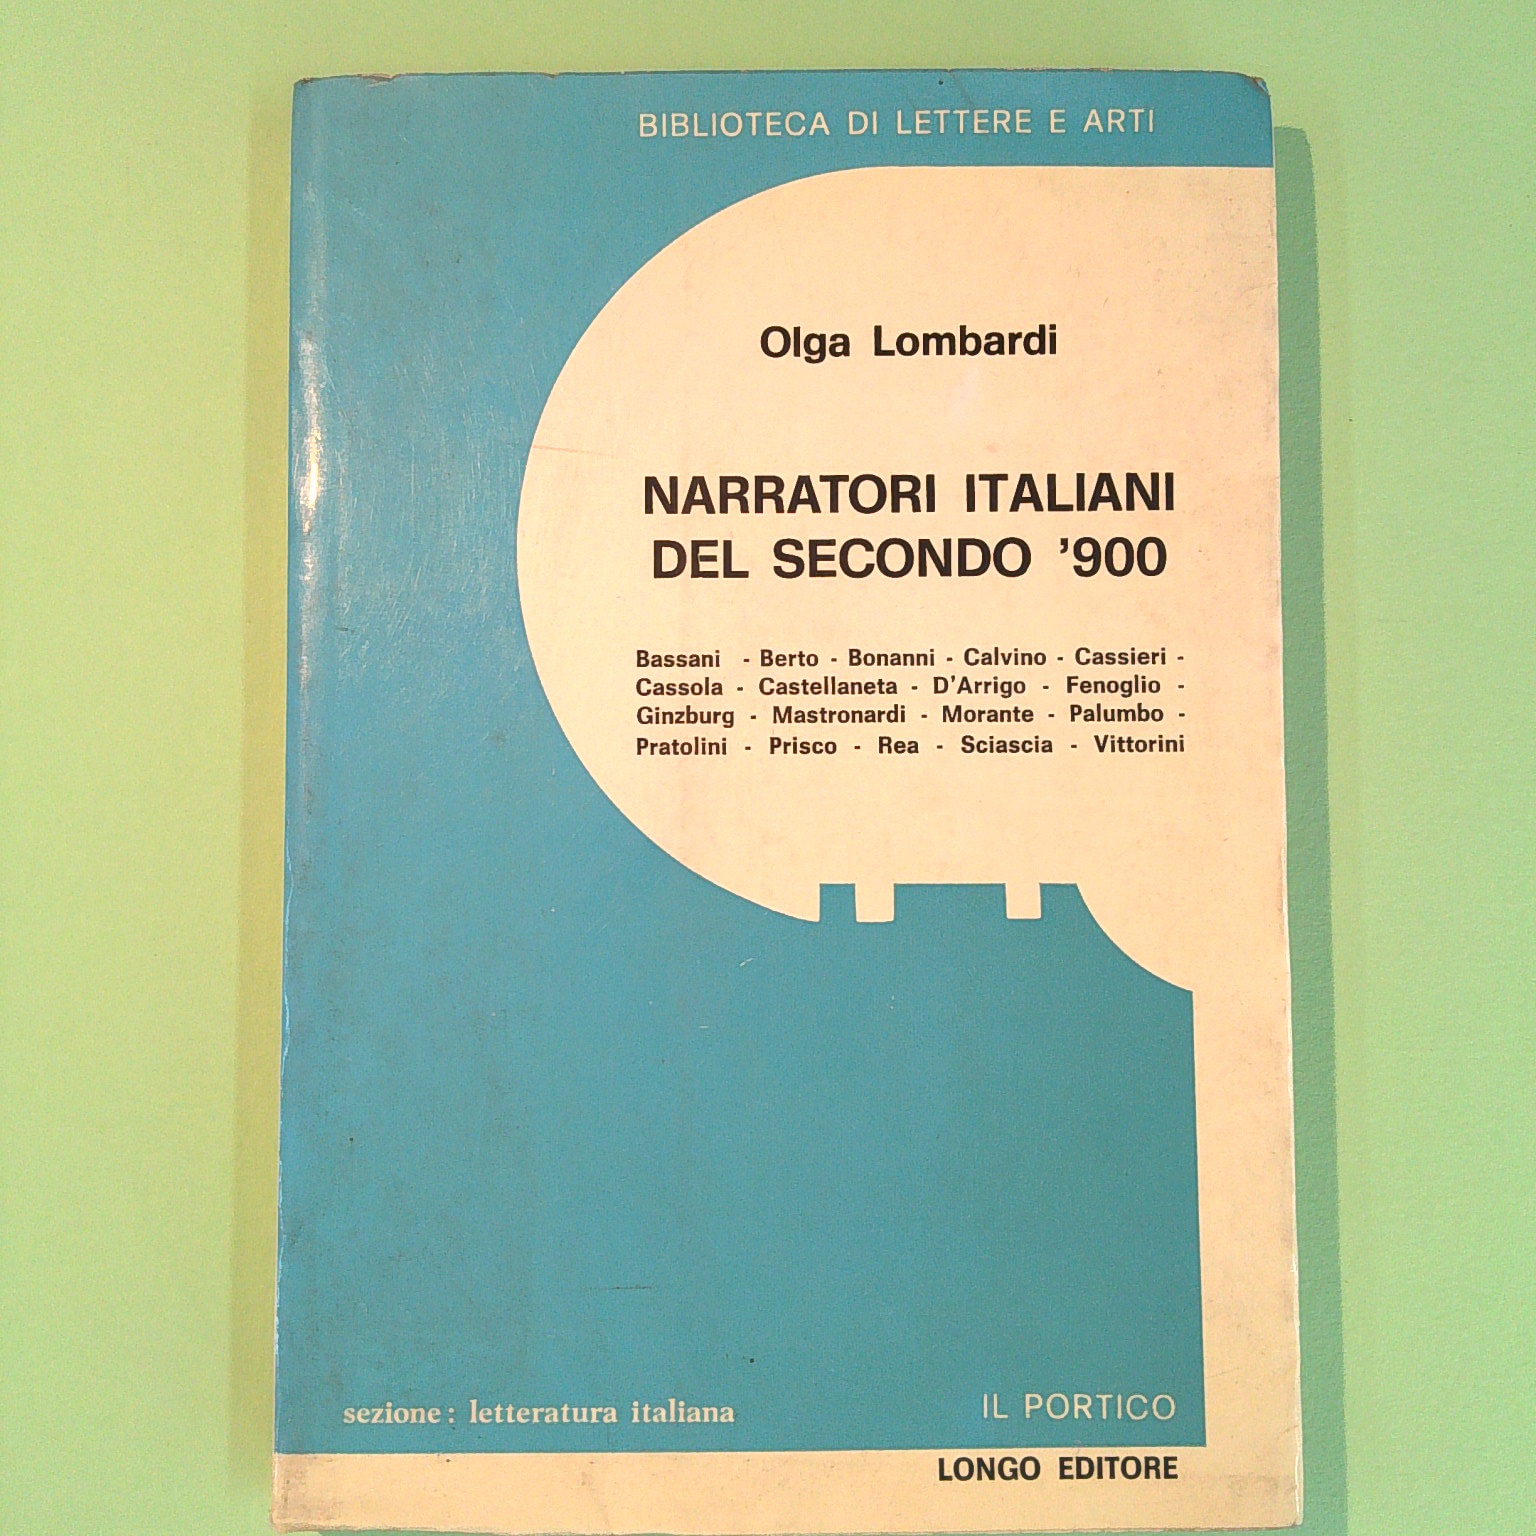 BIBLIOTECA DI LETTERE E ARTI
Olga Lombardi
NARRATORI ITALIANI
DEL SECONDO '900
Bassani - Berto - Bonanni - Calvino - Cassieri -
Cassola - Castellaneta - D'Arrigo - Fenoglio -
Ginzburg - Mastronardi - Morante - Palumbo -
Pratolini - Prisco - Rea - Sciascia - Vittorini
sezione: letteratura italiana
IL PORTICO
LONGO EDITORE